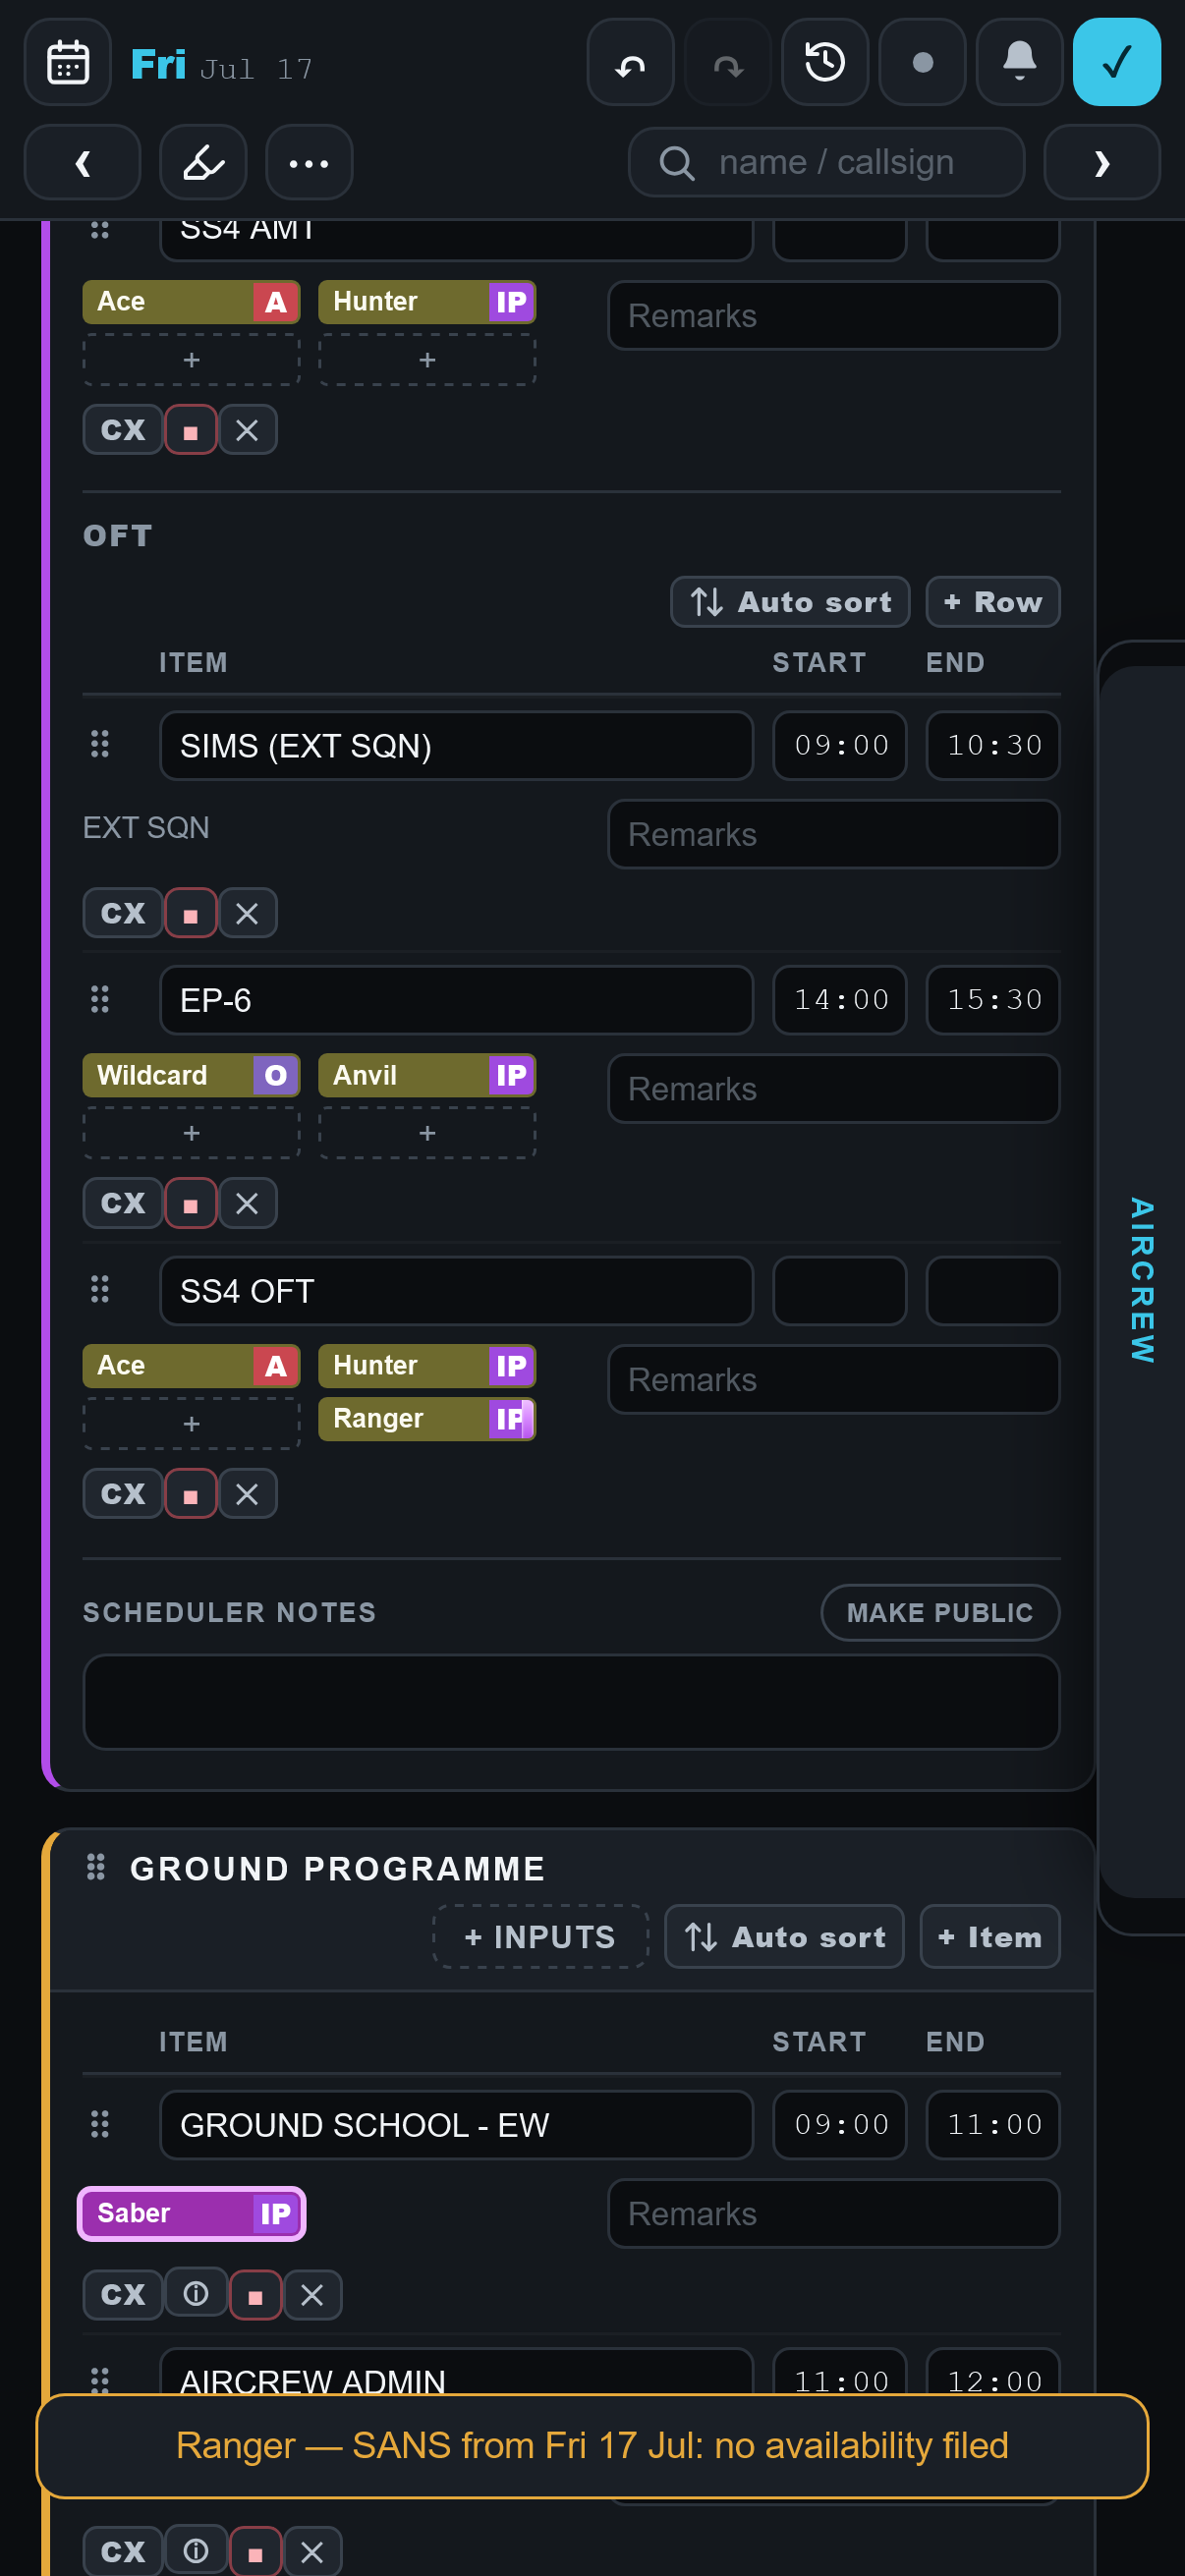 Fri Jul 17
name / callsign
SS4 AMT
Ace A Hunter IP Remarks
+ +
CX
OFT
Auto sort + Row
ITEM START END
SIMS (EXT SQN) 09:00 10:30
EXT SQN Remarks
CX
EP-6 14:00 15:30
Wildcard O Anvil IP Remarks
+ +
CX
AIRCREW
SS4 OFT
Ace A Hunter IP Remarks
+ Ranger IP
CX
SCHEDULER NOTES MAKE PUBLIC
GROUND PROGRAMME
+ INPUTS Auto sort + Item
ITEM START END
GROUND SCHOOL - EW 09:00 11:00
Saber IP Remarks
CX
AIRCREW ADMIN 11:00 12:00
Ranger — SANS from Fri 17 Jul: no availability filed
CX